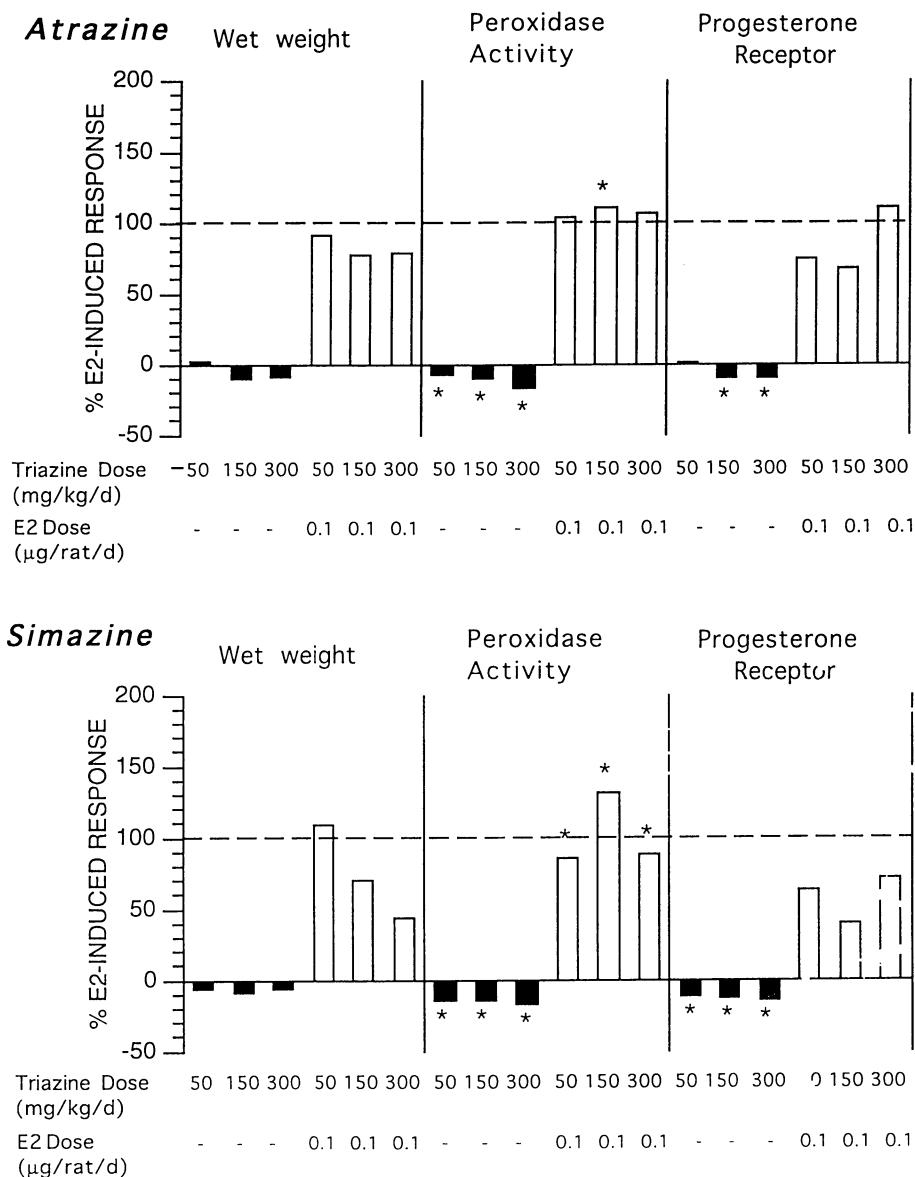 Atrazine
Wet weight
Peroxidase Activity
Progesterone Receptor
% E2-INDUCED RESPONSE
200
150
100
50
0
-50
* * * * * *
Triazine Dose −50 150 300 50 150 300 50 150 300 50 150 300 50 150 300 50 150 300
(mg/kg/d)
E2 Dose - - - 0.1 0.1 0.1 - - - 0.1 0.1 0.1 - - - 0.1 0.1 0.1
(μg/rat/d)
Simazine
Wet weight
Peroxidase Activity
Progesterone Receptor
% E2-INDUCED RESPONSE
200
150
100
50
0
-50
* * * * * * * * *
Triazine Dose 50 150 300 50 150 300 50 150 300 50 150 300 50 150 300 150 300
(mg/kg/d)
E2 Dose - - - 0.1 0.1 0.1 - - - 0.1 0.1 0.1 - - - 0.1 0.1 0.1
(μg/rat/d)